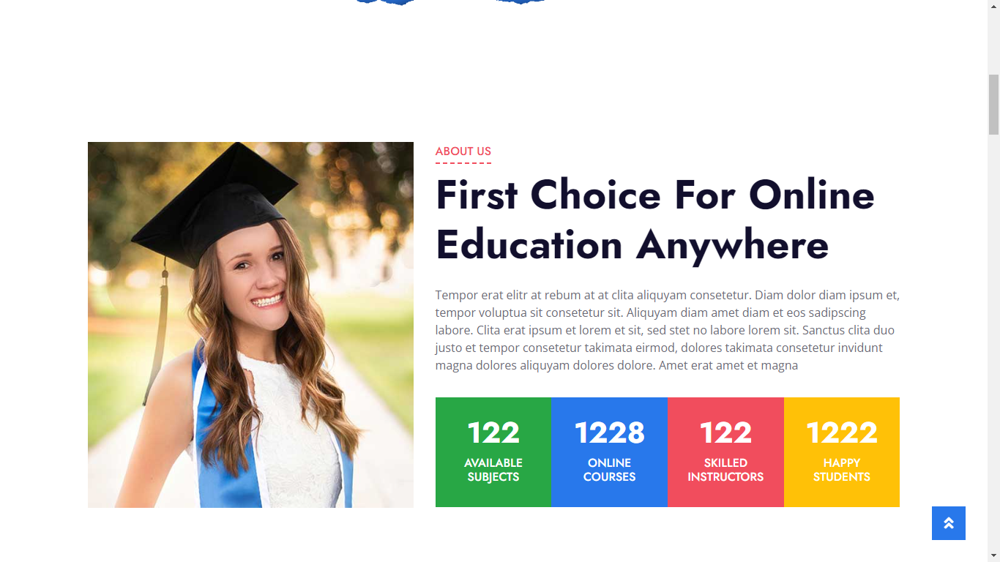 ABOUT US
First Choice For Online
Education Anywhere
Tempor erat elitr at rebum at at clita aliquyam consetetur. Diam dolor diam ipsum et,
tempor voluptua sit consetetur sit. Aliquyam diam amet diam et eos sadipscing
labore. Clita erat ipsum et lorem et sit, sed stet no labore lorem sit. Sanctus clita duo
justo et tempor consetetur takimata eirmod, dolores takimata consetetur invidunt
magna dolores aliquyam dolores dolore. Amet erat amet et magna
122
AVAILABLE
SUBJECTS
1228
ONLINE
COURSES
122
SKILLED
INSTRUCTORS
1222
HAPPY
STUDENTS